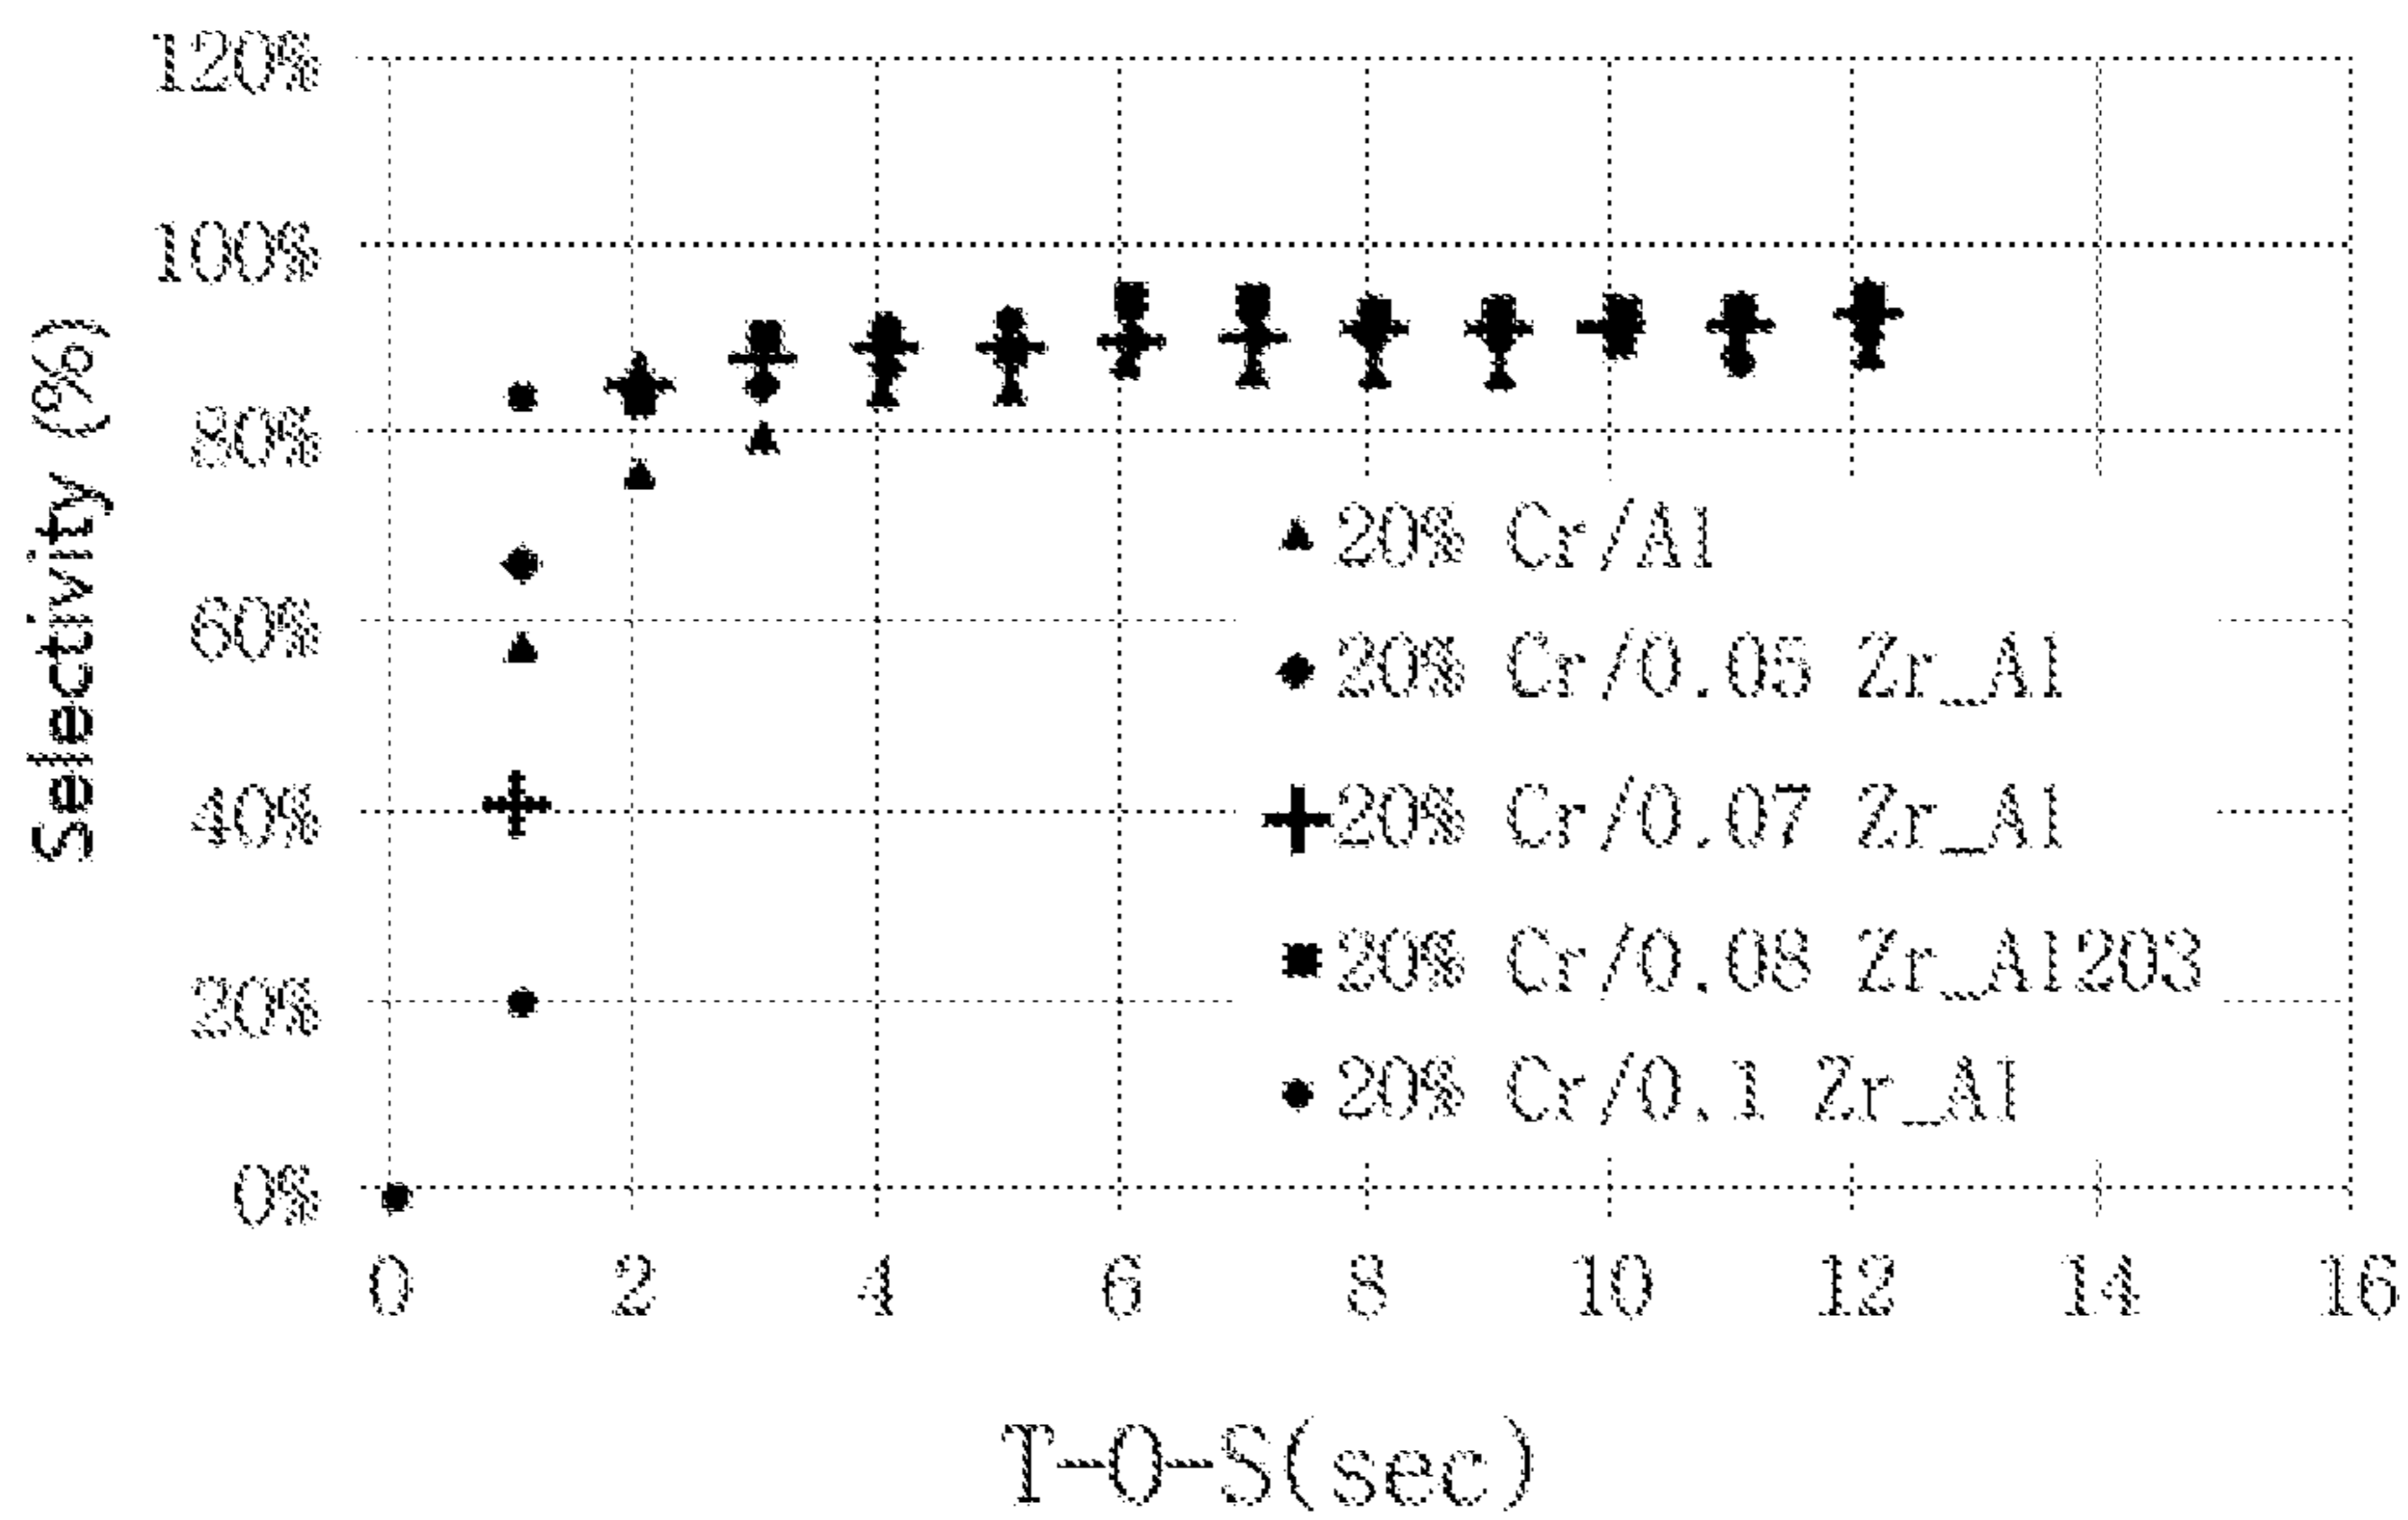 120%
100%
80%
60%
40%
20%
0%
Selectivity (%)
0 2 4 6 8 10 12 14 16
T-O-S(sec)
20% Cr/Al
20% Cr/0.05 Zr_Al
20% Cr/0.07 Zr_Al
20% Cr/0.08 Zr_Al2O3
20% Cr/0.1 Zr_Al